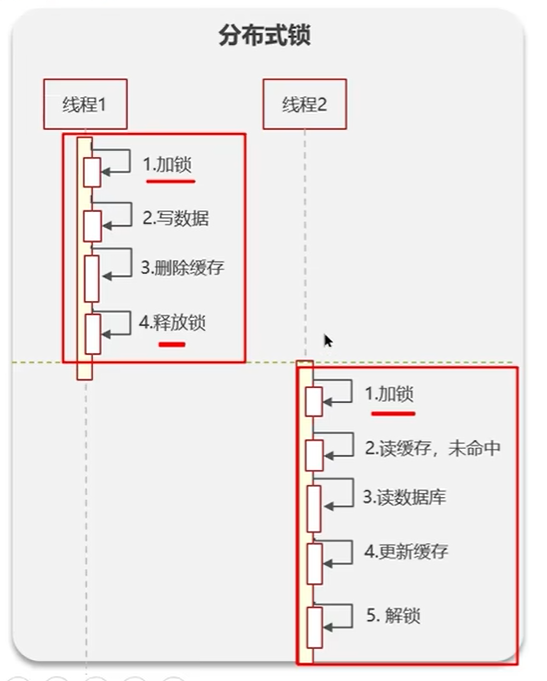 分布式锁
线程1
线程2
1.加锁
2.写数据
3.删除缓存
4.释放锁
1.加锁
2.读缓存，未命中
3.读数据库
4.更新缓存
5. 解锁